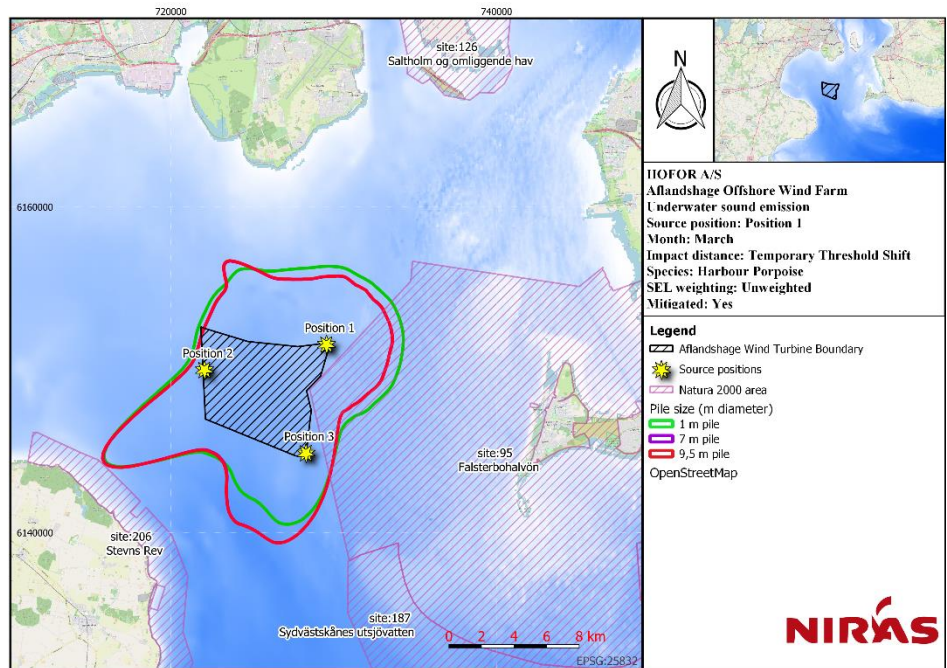 720000
740000
site:126
Saltholm og omliggende hav
6160000
Position 1
Position 2
Position 3
site:95
Falsterbohalvön
6140000
site:206
Stevns Rev
site:187
Sydvästskånes utsjövatten
0 2 4 6 8 km
EPSG:25832
N
HOFOR A/S
Aflandshage Offshore Wind Farm
Underwater sound emission
Source position: Position 1
Month: March
Impact distance: Temporary Threshold Shift
Species: Harbour Porpoise
SEL weighting: Unweighted
Mitigated: Yes
Legend
Aflandshage Wind Turbine Boundary
Source positions
Natura 2000 area
Pile size (m diameter)
1 m pile
7 m pile
9,5 m pile
OpenStreetMap
NIRAS